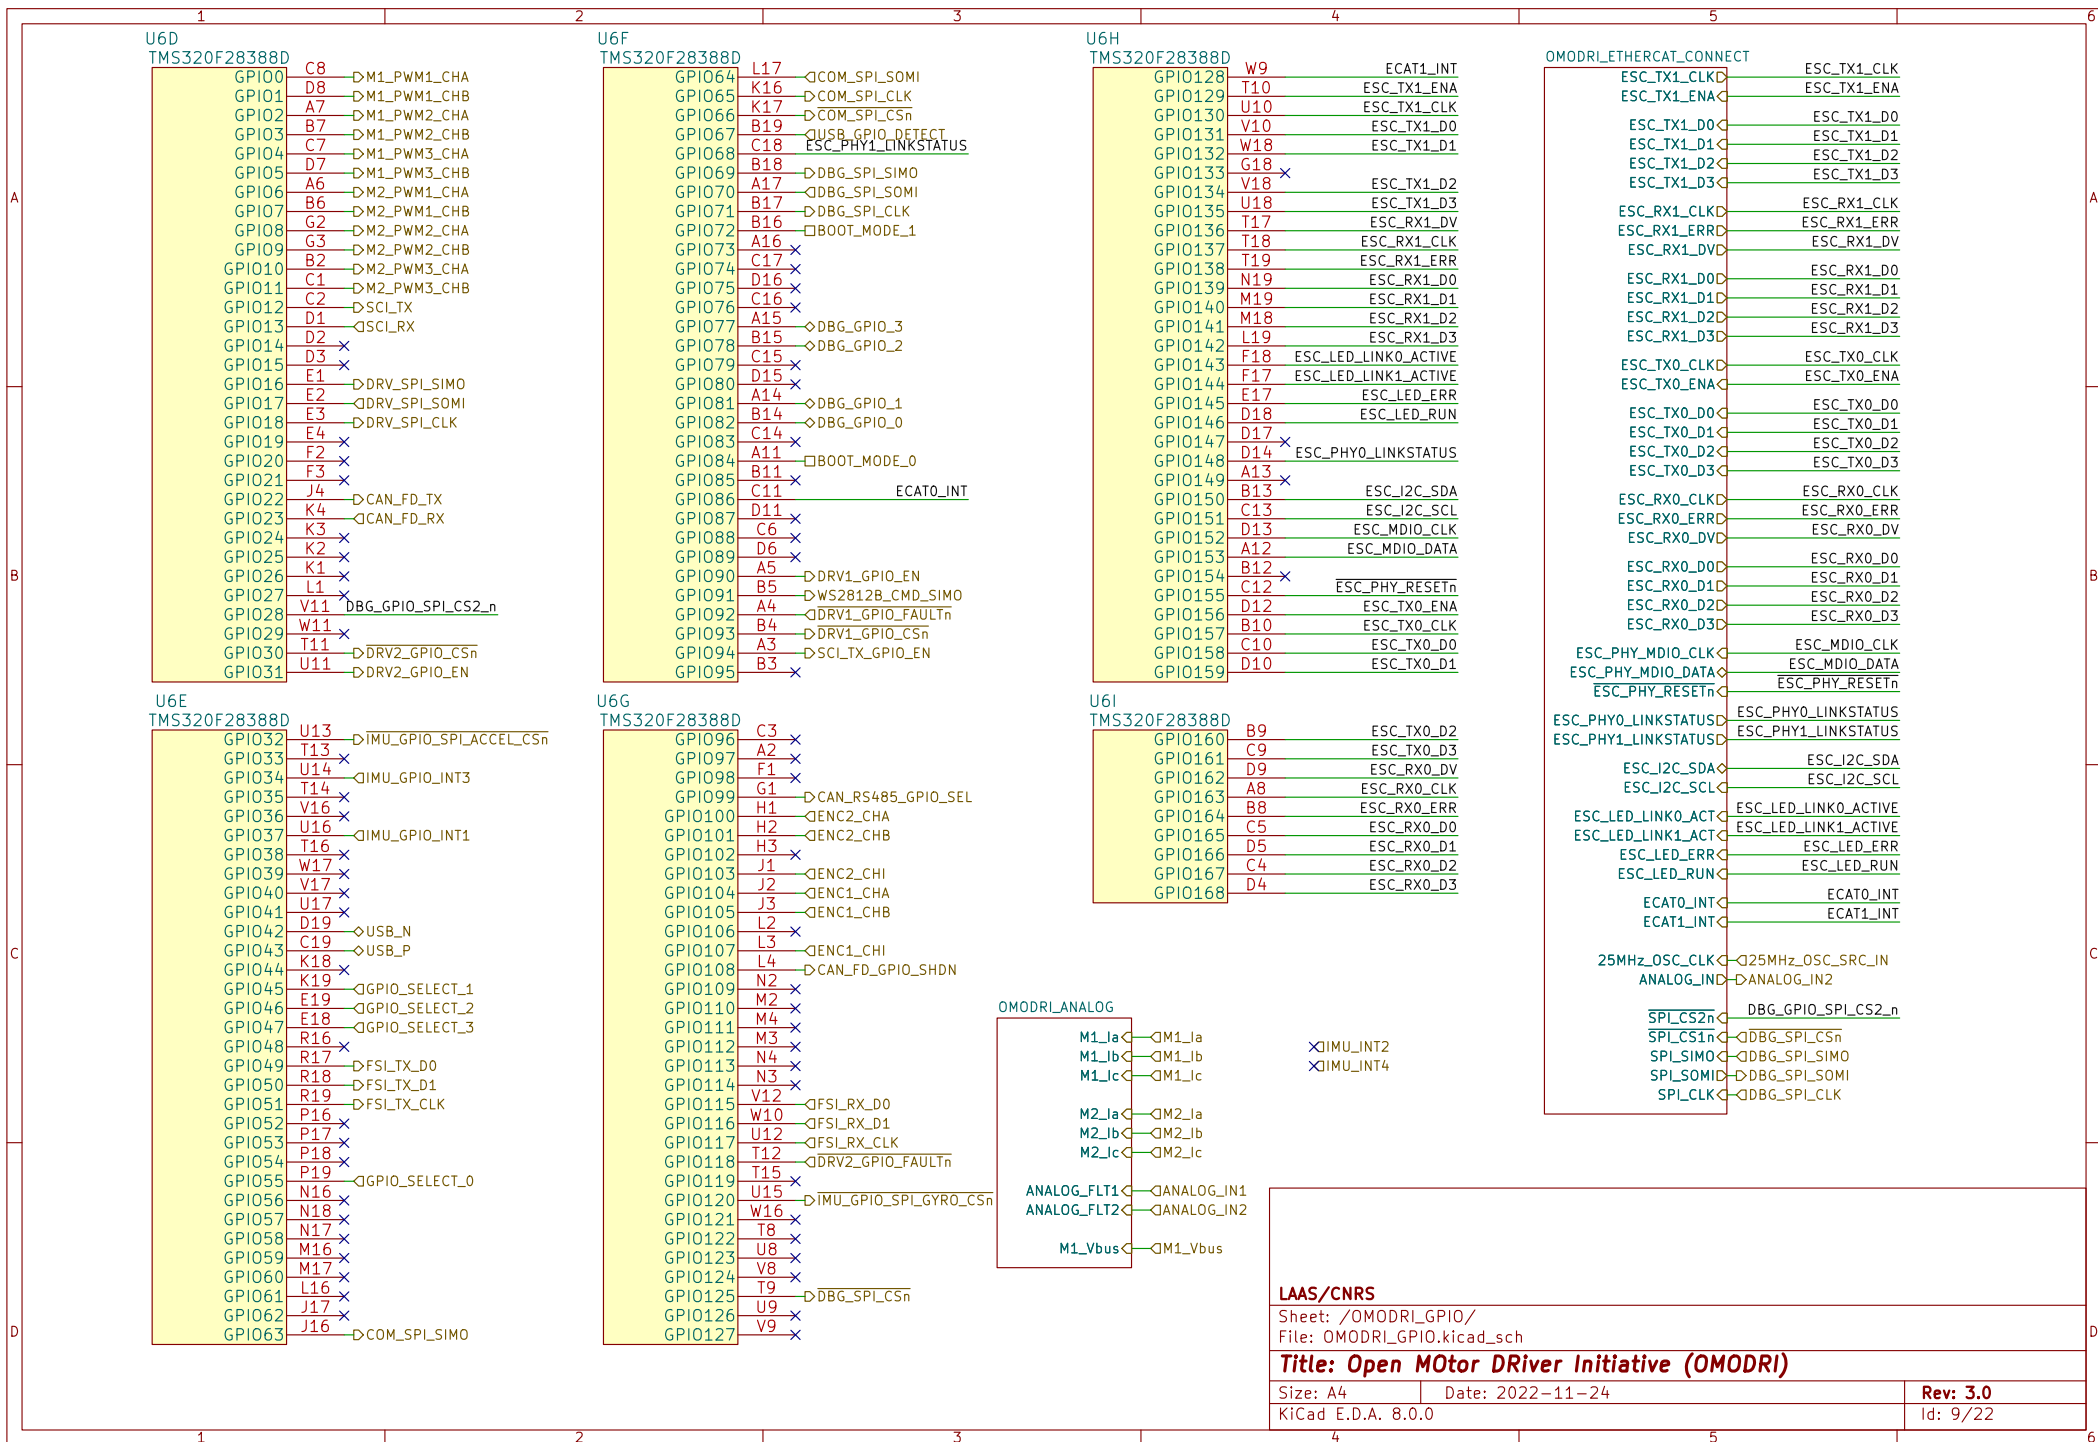 1 2 3 4 5 6
U6D
TMS320F28388D
GPIO0 C8 M1_PWM1_CHA
GPIO1 D8 M1_PWM1_CHB
GPIO2 A7 M1_PWM2_CHA
GPIO3 B7 M1_PWM2_CHB
GPIO4 C7 M1_PWM3_CHA
GPIO5 D7 M1_PWM3_CHB
GPIO6 A6 M2_PWM1_CHA
GPIO7 B6 M2_PWM1_CHB
GPIO8 G2 M2_PWM2_CHA
GPIO9 G3 M2_PWM2_CHB
GPIO10 B2 M2_PWM3_CHA
GPIO11 C1 M2_PWM3_CHB
GPIO12 C2 SCI_TX
GPIO13 D1 SCI_RX
GPIO14 D2
GPIO15 D3
GPIO16 E1 DRV_SPI_SIMO
GPIO17 E2 DRV_SPI_SOMI
GPIO18 E3 DRV_SPI_CLK
GPIO19 E4
GPIO20 F2
GPIO21 F3
GPIO22 J4 CAN_FD_TX
GPIO23 K4 CAN_FD_RX
GPIO24 K3
GPIO25 K2
GPIO26 K1
GPIO27 L1
GPIO28 V11 DBG_GPIO_SPI_CS2_n
GPIO29 W11
GPIO30 T11 DRV2_GPIO_CSn
GPIO31 U11 DRV2_GPIO_EN
U6E
TMS320F28388D
GPIO32 U13 IMU_GPIO_SPI_ACCEL_CSn
GPIO33 T13
GPIO34 U14 IMU_GPIO_INT3
GPIO35 T14
GPIO36 V16
GPIO37 U16 IMU_GPIO_INT1
GPIO38 T16
GPIO39 W17
GPIO40 V17
GPIO41 U17
GPIO42 D19 USB_N
GPIO43 C19 USB_P
GPIO44 K18
GPIO45 K19 GPIO_SELECT_1
GPIO46 E19 GPIO_SELECT_2
GPIO47 E18 GPIO_SELECT_3
GPIO48 R16
GPIO49 R17 FSI_TX_D0
GPIO50 R18 FSI_TX_D1
GPIO51 R19 FSI_TX_CLK
GPIO52 P16
GPIO53 P17
GPIO54 P18
GPIO55 P19 GPIO_SELECT_0
GPIO56 N16
GPIO57 N18
GPIO58 N17
GPIO59 M16
GPIO60 M17
GPIO61 L16
GPIO62 J17
GPIO63 J16 COM_SPI_SIMO
U6F
TMS320F28388D
GPIO64 L17 COM_SPI_SOMI
GPIO65 K16 COM_SPI_CLK
GPIO66 K17 COM_SPI_CSn
GPIO67 B19 USB_GPIO_DETECT
GPIO68 C18 ESC_PHY1_LINKSTATUS
GPIO69 B18 DBG_SPI_SIMO
GPIO70 A17 DBG_SPI_SOMI
GPIO71 B17 DBG_SPI_CLK
GPIO72 B16 BOOT_MODE_1
GPIO73 A16
GPIO74 C17
GPIO75 D16
GPIO76 C16
GPIO77 A15 DBG_GPIO_3
GPIO78 B15 DBG_GPIO_2
GPIO79 C15
GPIO80 D15
GPIO81 A14 DBG_GPIO_1
GPIO82 B14 DBG_GPIO_0
GPIO83 C14
GPIO84 A11 BOOT_MODE_0
GPIO85 B11
GPIO86 C11 ECAT0_INT
GPIO87 D11
GPIO88 C6
GPIO89 D6
GPIO90 A5 DRV1_GPIO_EN
GPIO91 B5 WS2812B_CMD_SIMO
GPIO92 A4 DRV1_GPIO_FAULTn
GPIO93 B4 DRV1_GPIO_CSn
GPIO94 A3 SCI_TX_GPIO_EN
GPIO95 B3
U6G
TMS320F28388D
GPIO96 C3
GPIO97 A2
GPIO98 F1
GPIO99 G1 CAN_RS485_GPIO_SEL
GPIO100 H1 ENC2_CHA
GPIO101 H2 ENC2_CHB
GPIO102 H3
GPIO103 J1 ENC2_CHI
GPIO104 J2 ENC1_CHA
GPIO105 J3 ENC1_CHB
GPIO106 L2
GPIO107 L3 ENC1_CHI
GPIO108 L4 CAN_FD_GPIO_SHDN
GPIO109 N2
GPIO110 M2
GPIO111 M4
GPIO112 M3
GPIO113 N4
GPIO114 N3
GPIO115 V12 FSI_RX_D0
GPIO116 W10 FSI_RX_D1
GPIO117 U12 FSI_RX_CLK
GPIO118 T12 DRV2_GPIO_FAULTn
GPIO119 T15
GPIO120 U15 IMU_GPIO_SPI_GYRO_CSn
GPIO121 W16
GPIO122 T8
GPIO123 U8
GPIO124 V8
GPIO125 T9 DBG_SPI_CSn
GPIO126 U9
GPIO127 V9
U6H
TMS320F28388D
GPIO128 W9 ECAT1_INT
GPIO129 T10 ESC_TX1_ENA
GPIO130 U10 ESC_TX1_CLK
GPIO131 V10 ESC_TX1_D0
GPIO132 W18 ESC_TX1_D1
GPIO133 G18
GPIO134 V18 ESC_TX1_D2
GPIO135 U18 ESC_TX1_D3
GPIO136 T17 ESC_RX1_DV
GPIO137 T18 ESC_RX1_CLK
GPIO138 T19 ESC_RX1_ERR
GPIO139 N19 ESC_RX1_D0
GPIO140 M19 ESC_RX1_D1
GPIO141 M18 ESC_RX1_D2
GPIO142 L19 ESC_RX1_D3
GPIO143 F18 ESC_LED_LINK0_ACTIVE
GPIO144 F17 ESC_LED_LINK1_ACTIVE
GPIO145 E17 ESC_LED_ERR
GPIO146 D18 ESC_LED_RUN
GPIO147 D17
GPIO148 D14 ESC_PHY0_LINKSTATUS
GPIO149 A13
GPIO150 B13 ESC_I2C_SDA
GPIO151 C13 ESC_I2C_SCL
GPIO152 D13 ESC_MDIO_CLK
GPIO153 A12 ESC_MDIO_DATA
GPIO154 B12
GPIO155 C12 ESC_PHY_RESETn
GPIO156 D12 ESC_TX0_ENA
GPIO157 B10 ESC_TX0_CLK
GPIO158 C10 ESC_TX0_D0
GPIO159 D10 ESC_TX0_D1
U6I
TMS320F28388D
GPIO160 B9 ESC_TX0_D2
GPIO161 C9 ESC_TX0_D3
GPIO162 D9 ESC_RX0_DV
GPIO163 A8 ESC_RX0_CLK
GPIO164 B8 ESC_RX0_ERR
GPIO165 C5 ESC_RX0_D0
GPIO166 D5 ESC_RX0_D1
GPIO167 C4 ESC_RX0_D2
GPIO168 D4 ESC_RX0_D3
OMODRI_ANALOG
M1_Ia M1_Ia
M1_Ib M1_Ib
M1_Ic M1_Ic
M2_Ia M2_Ia
M2_Ib M2_Ib
M2_Ic M2_Ic
ANALOG_FLT1 ANALOG_IN1
ANALOG_FLT2 ANALOG_IN2
M1_Vbus M1_Vbus
IMU_INT2
IMU_INT4
OMODRI_ETHERCAT_CONNECT
ESC_TX1_CLK ESC_TX1_CLK
ESC_TX1_ENA ESC_TX1_ENA
ESC_TX1_D0 ESC_TX1_D0
ESC_TX1_D1 ESC_TX1_D1
ESC_TX1_D2 ESC_TX1_D2
ESC_TX1_D3 ESC_TX1_D3
ESC_RX1_CLK ESC_RX1_CLK
ESC_RX1_ERR ESC_RX1_ERR
ESC_RX1_DV ESC_RX1_DV
ESC_RX1_D0 ESC_RX1_D0
ESC_RX1_D1 ESC_RX1_D1
ESC_RX1_D2 ESC_RX1_D2
ESC_RX1_D3 ESC_RX1_D3
ESC_TX0_CLK ESC_TX0_CLK
ESC_TX0_ENA ESC_TX0_ENA
ESC_TX0_D0 ESC_TX0_D0
ESC_TX0_D1 ESC_TX0_D1
ESC_TX0_D2 ESC_TX0_D2
ESC_TX0_D3 ESC_TX0_D3
ESC_RX0_CLK ESC_RX0_CLK
ESC_RX0_ERR ESC_RX0_ERR
ESC_RX0_DV ESC_RX0_DV
ESC_RX0_D0 ESC_RX0_D0
ESC_RX0_D1 ESC_RX0_D1
ESC_RX0_D2 ESC_RX0_D2
ESC_RX0_D3 ESC_RX0_D3
ESC_PHY_MDIO_CLK ESC_MDIO_CLK
ESC_PHY_MDIO_DATA ESC_MDIO_DATA
ESC_PHY_RESETn ESC_PHY_RESETn
ESC_PHY0_LINKSTATUS ESC_PHY0_LINKSTATUS
ESC_PHY1_LINKSTATUS ESC_PHY1_LINKSTATUS
ESC_I2C_SDA ESC_I2C_SDA
ESC_I2C_SCL ESC_I2C_SCL
ESC_LED_LINK0_ACT ESC_LED_LINK0_ACTIVE
ESC_LED_LINK1_ACT ESC_LED_LINK1_ACTIVE
ESC_LED_ERR ESC_LED_ERR
ESC_LED_RUN ESC_LED_RUN
ECAT0_INT ECAT0_INT
ECAT1_INT ECAT1_INT
25MHz_OSC_CLK 25MHz_OSC_SRC_IN
ANALOG_IN ANALOG_IN2
SPI_CS2n DBG_GPIO_SPI_CS2_n
SPI_CS1n DBG_SPI_CSn
SPI_SIMO DBG_SPI_SIMO
SPI_SOMI DBG_SPI_SOMI
SPI_CLK DBG_SPI_CLK
A A
B B
C C
D D
LAAS/CNRS
Sheet: /OMODRI_GPIO/
File: OMODRI_GPIO.kicad_sch
Title: Open MOtor DRiver Initiative (OMODRI)
Size: A4 Date: 2022-11-24 Rev: 3.0
KiCad E.D.A. 8.0.0 Id: 9/22
1 2 3 4 5 6